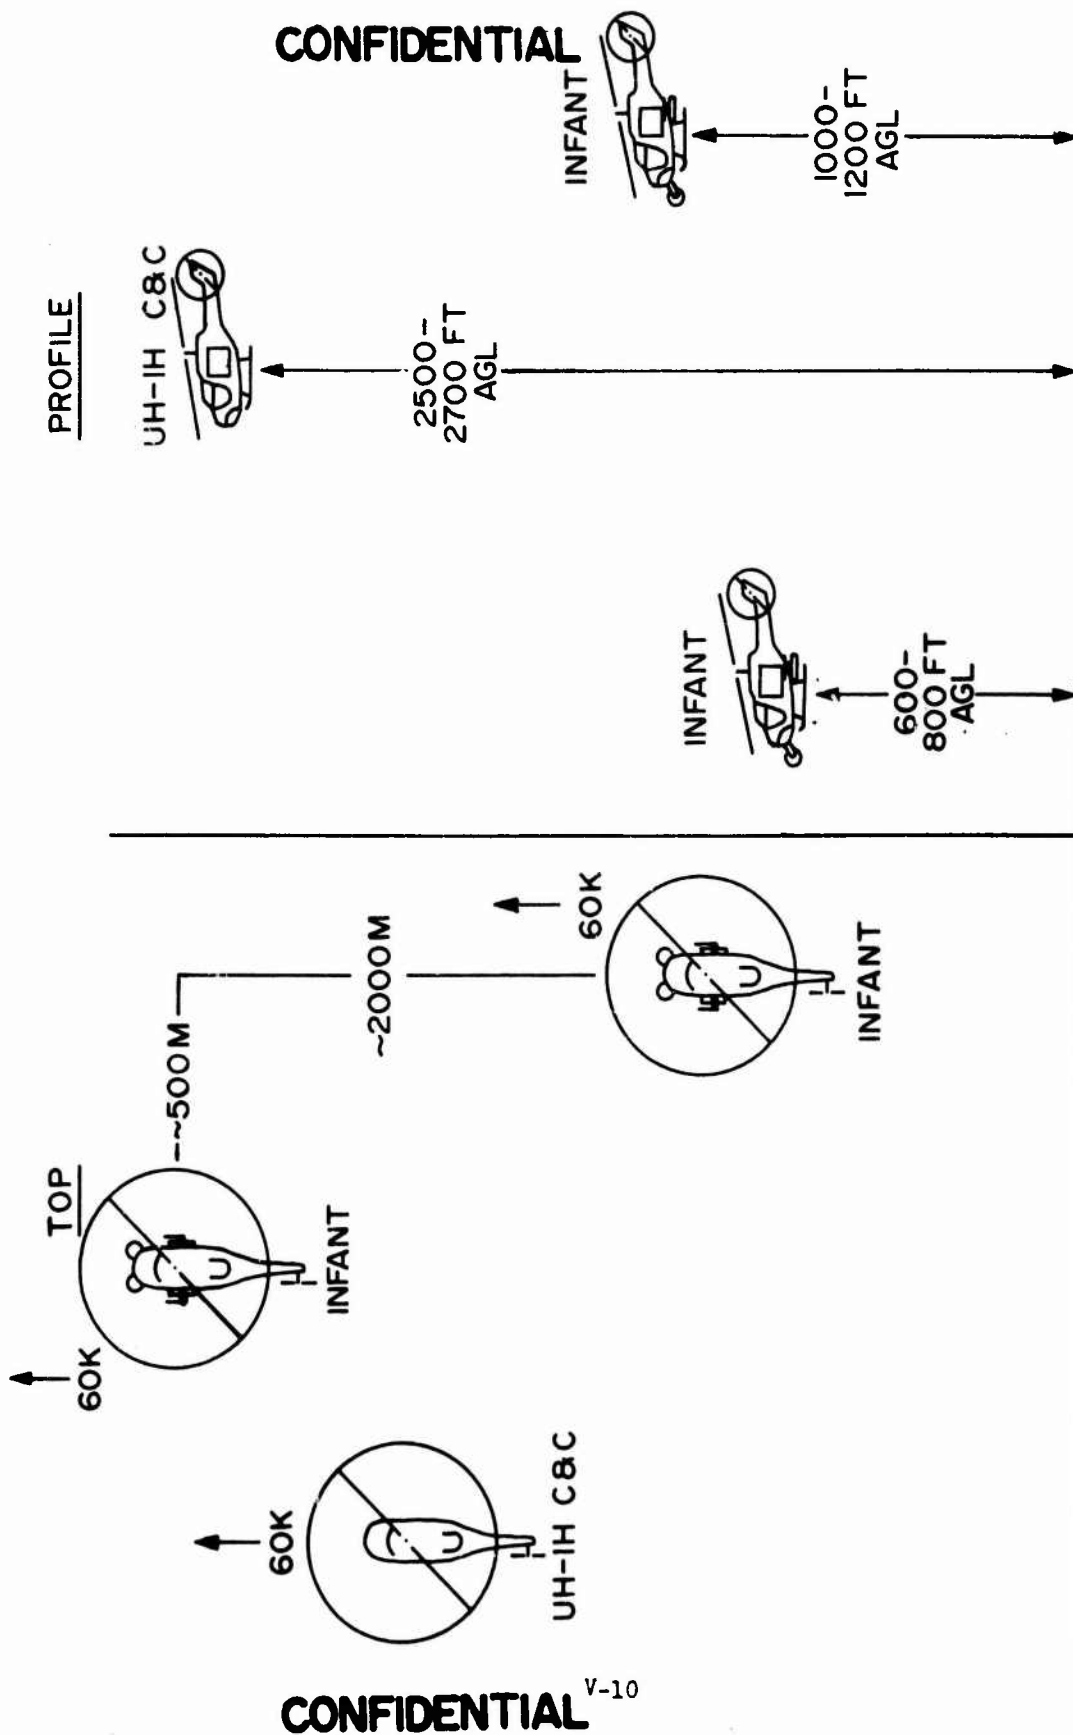 CONFIDENTIAL
PROFILE
UH-1H C&C
2500-
2700 FT
AGL
INFANT
1000-
1200 FT
AGL
INFANT
600-
800 FT
AGL
TOP
60K
INFANT
~500M
~2000M
60K
INFANT
60K
UH-1H C&C
V-10
CONFIDENTIAL